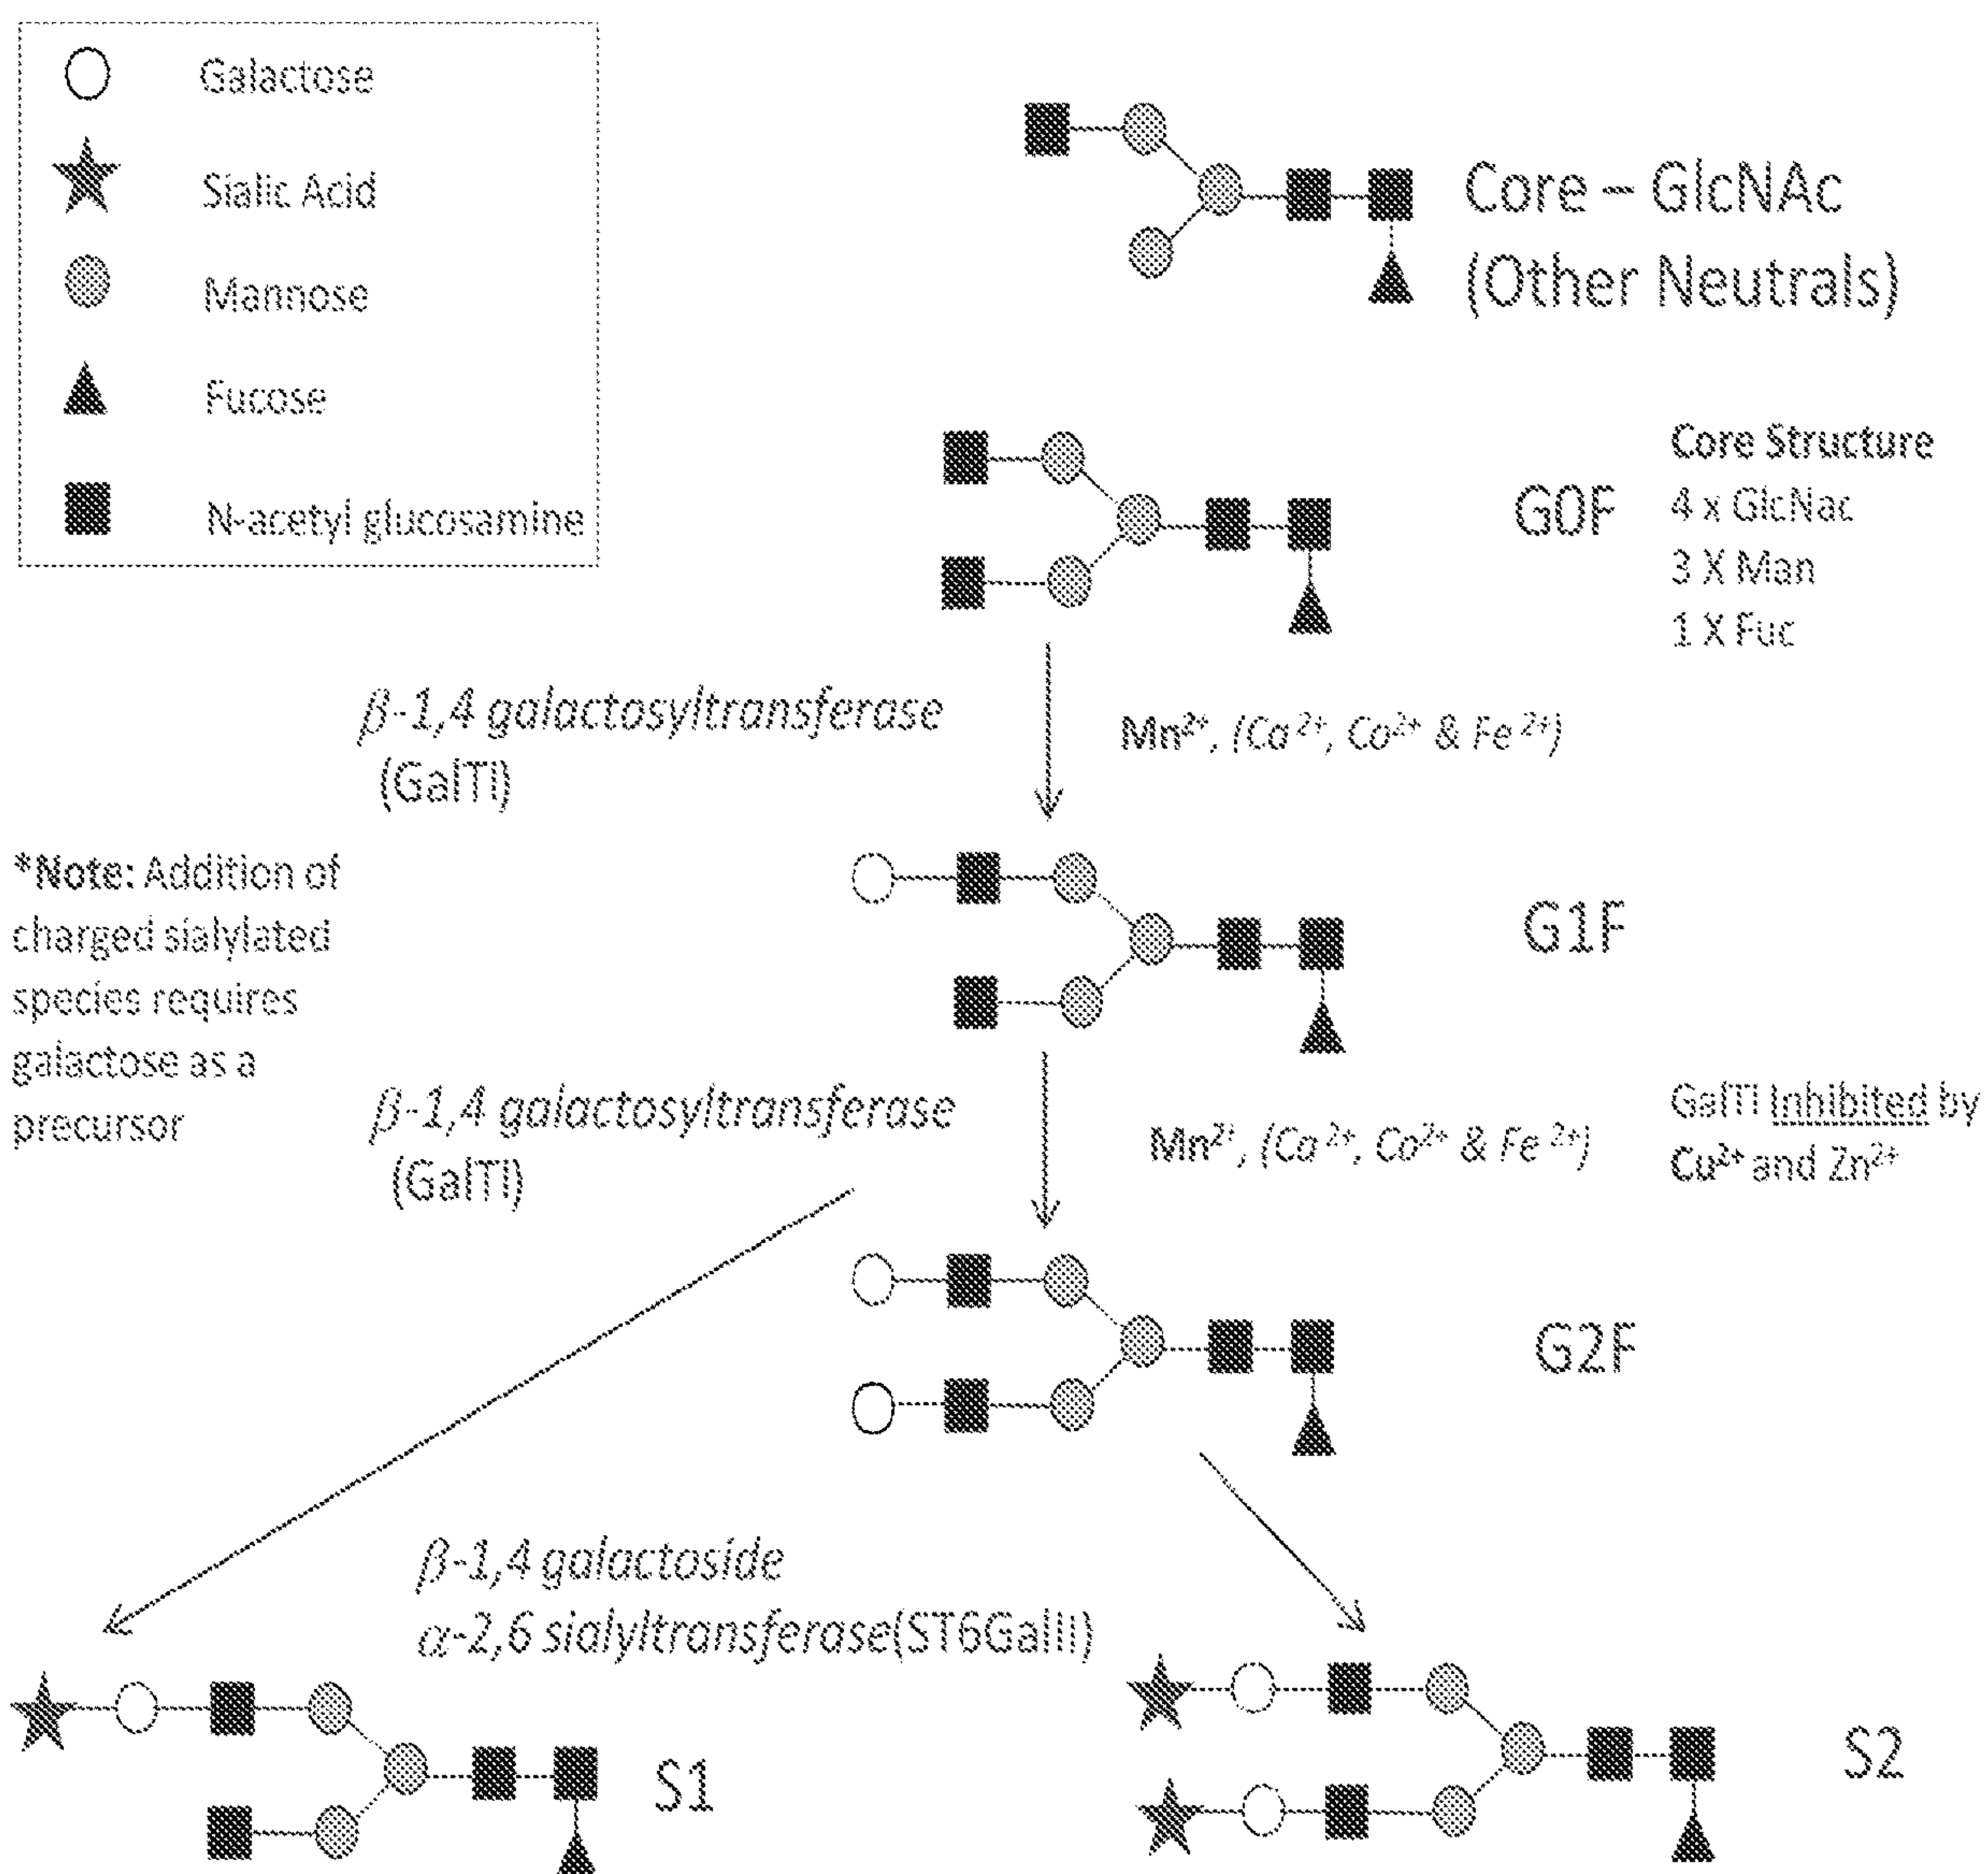 Galactose
Sialic Acid
Mannose
Fucose
N-acetyl glucosamine
Core – GlcNAc
(Other Neutrals)
G0F
Core Structure
4 x GlcNac
3 X Man
1 X Fuc
β-1,4 galactosyltransferase
(GalTI)
Mn²⁺, (Ca²⁺, Co²⁺ & Fe²⁺)
*Note: Addition of
charged sialylated
species requires
galactose as a
precursor
G1F
β-1,4 galactosyltransferase
(GalTI)
Mn²⁺, (Ca²⁺, Co²⁺ & Fe²⁺)
GalTI Inhibited by
Cu²⁺ and Zn²⁺
G2F
β-1,4 galactoside
α-2,6 sialyltransferase(ST6GalII)
S1
S2